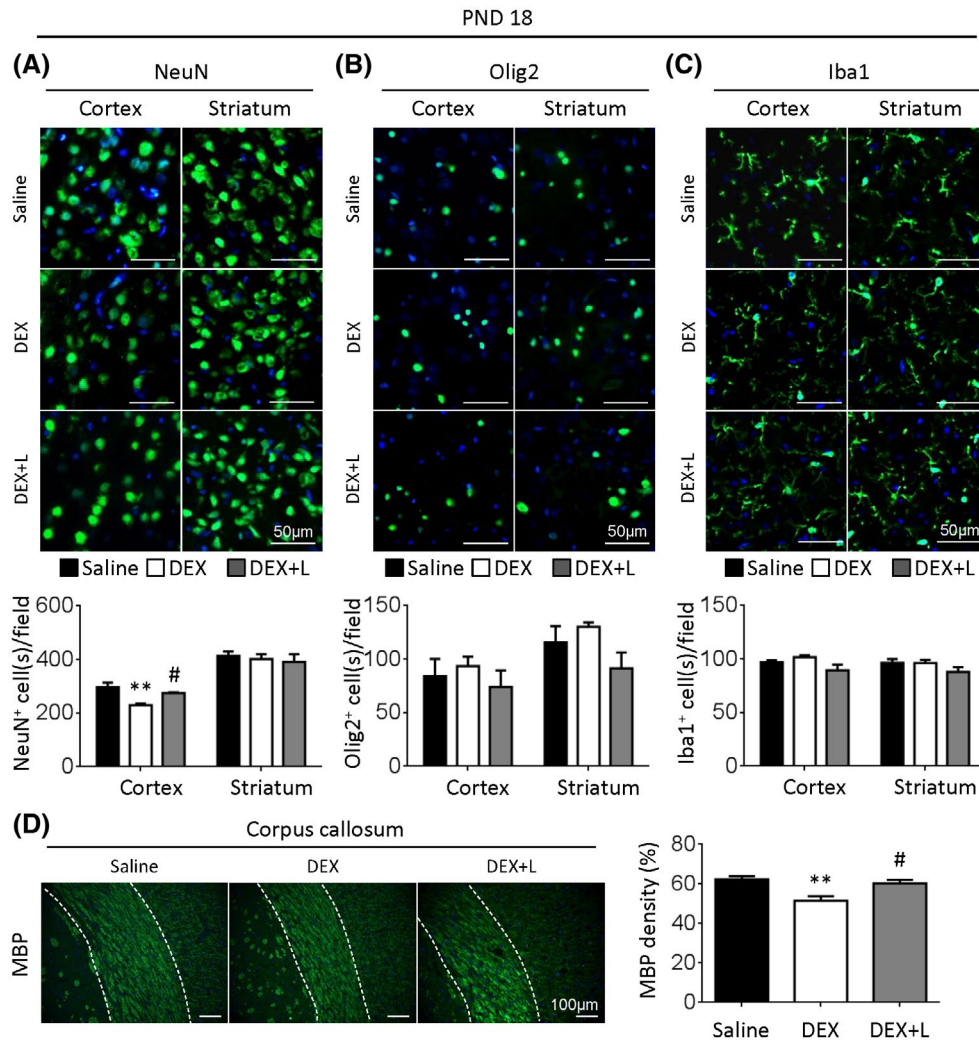 PND 18
(A) (B) (C)
NeuN Olig2 Iba1
Cortex Striatum Cortex Striatum Cortex Striatum
Saline Saline Saline
DEX DEX DEX
DEX+L DEX+L DEX+L
50µm 50µm 50µm
Saline DEX DEX+L Saline DEX DEX+L Saline DEX DEX+L
NeuN⁺ cell(s)/field
600
400
200
0
** #
Cortex Striatum
Olig2⁺ cell(s)/field
150
100
50
0
Cortex Striatum
Iba1⁺ cell(s)/field
150
100
50
0
Cortex Striatum
(D)
Corpus callosum
Saline DEX DEX+L
MBP
100µm
MBP density (%)
80
60
40
20
0
** #
Saline DEX DEX+L